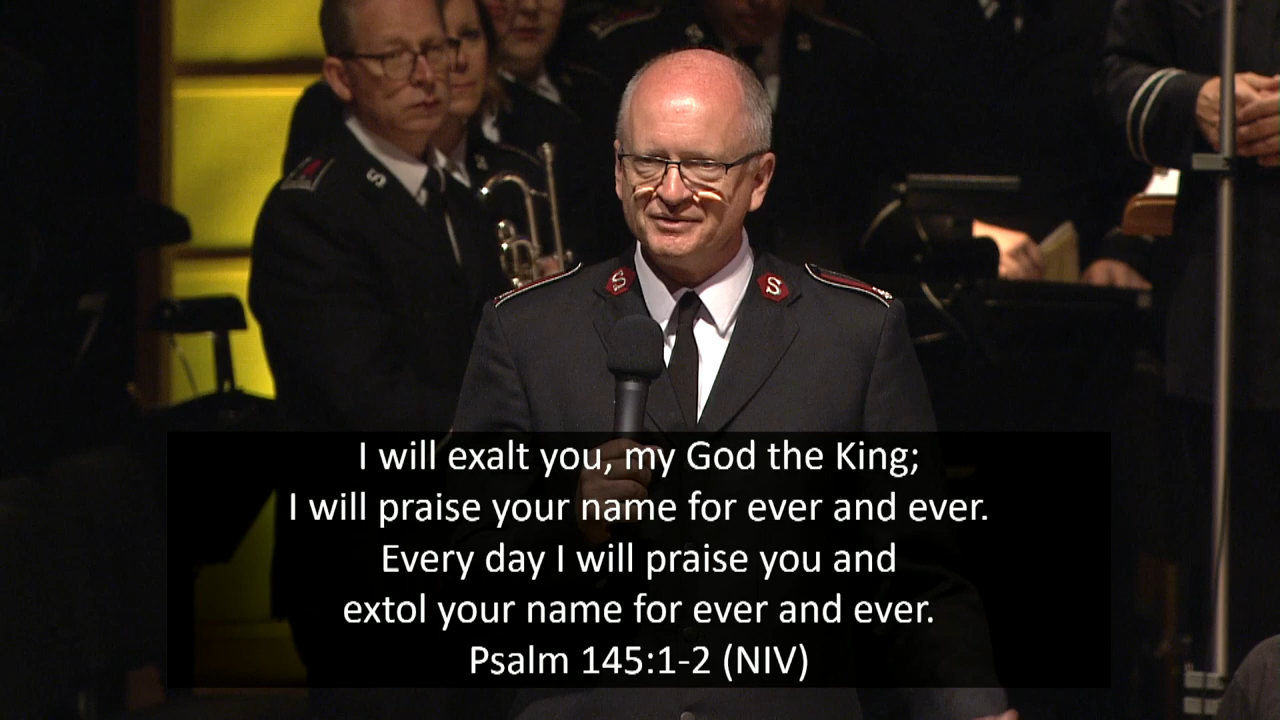 S
S
S
I will exalt you, my God the King;
I will praise your name for ever and ever.
Every day I will praise you and
extol your name for ever and ever.
Psalm 145:1-2 (NIV)